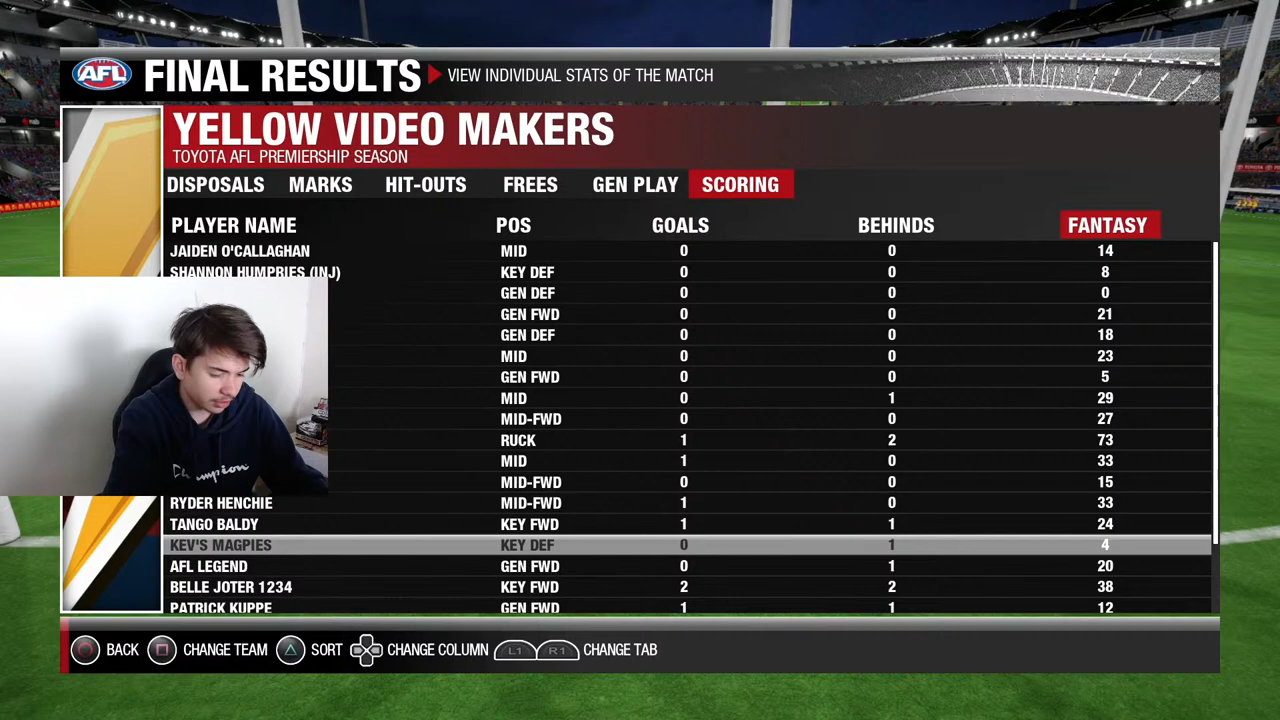 AFL FINAL RESULTS VIEW INDIVIDUAL STATS OF THE MATCH
YELLOW VIDEO MAKERS
TOYOTA AFL PREMIERSHIP SEASON
DISPOSALS MARKS HIT-OUTS FREES GEN PLAY SCORING
PLAYER NAME POS GOALS BEHINDS FANTASY
JAIDEN O'CALLAGHAN MID 0 0 14
SHANNON HUMPRIES (INJ) KEY DEF 0 0 8
GEN DEF 0 0 0
GEN FWD 0 0 21
GEN DEF 0 0 18
MID 0 0 23
GEN FWD 0 0 5
MID 0 1 29
MID-FWD 0 0 27
RUCK 1 2 73
MID 1 0 33
MID-FWD 0 0 15
RYDER HENCHIE MID-FWD 1 0 33
TANGO BALDY KEY FWD 1 1 24
KEV'S MAGPIES KEY DEF 0 1 4
AFL LEGEND GEN FWD 0 1 20
BELLE JOTER 1234 KEY FWD 2 2 38
PATRICK KUPPE GEN FWD 1 1 12
Champion
BACK CHANGE TEAM SORT CHANGE COLUMN L1 R1 CHANGE TAB